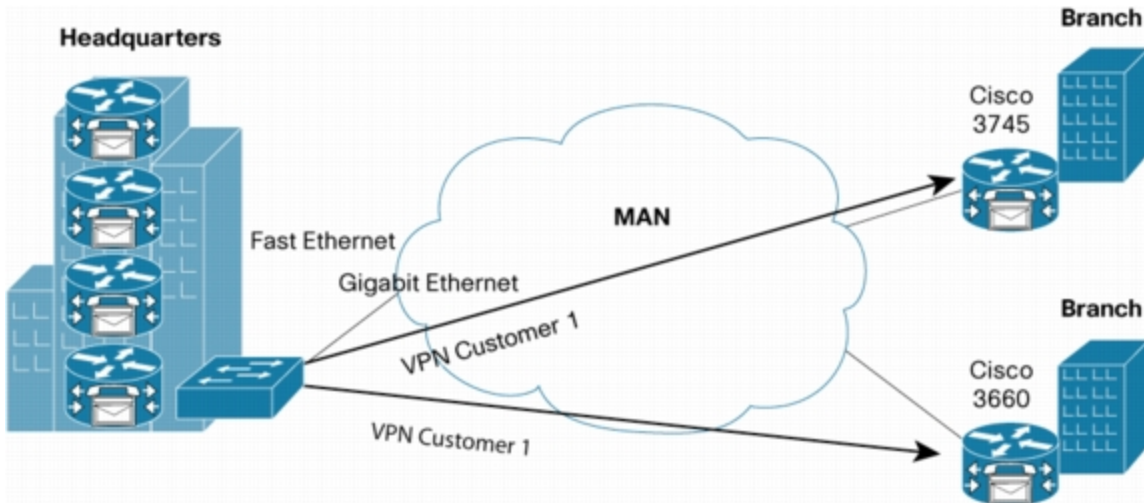 Headquarters
Branch
Cisco
3745
MAN
Fast Ethernet
Gigabit Ethernet
VPN Customer 1
Branch
Cisco
3660
VPN Customer 1